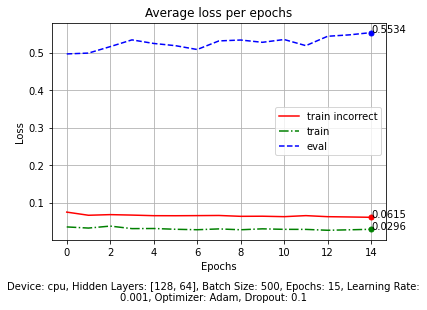 Average loss per epochs
0.5534
0.5
0.4
0.3
0.2
0.1
Loss
train incorrect
train
eval
0.0615
0.0296
0 2 4 6 8 10 12 14
Epochs
Device: cpu, Hidden Layers: [128, 64], Batch Size: 500, Epochs: 15, Learning Rate:
0.001, Optimizer: Adam, Dropout: 0.1